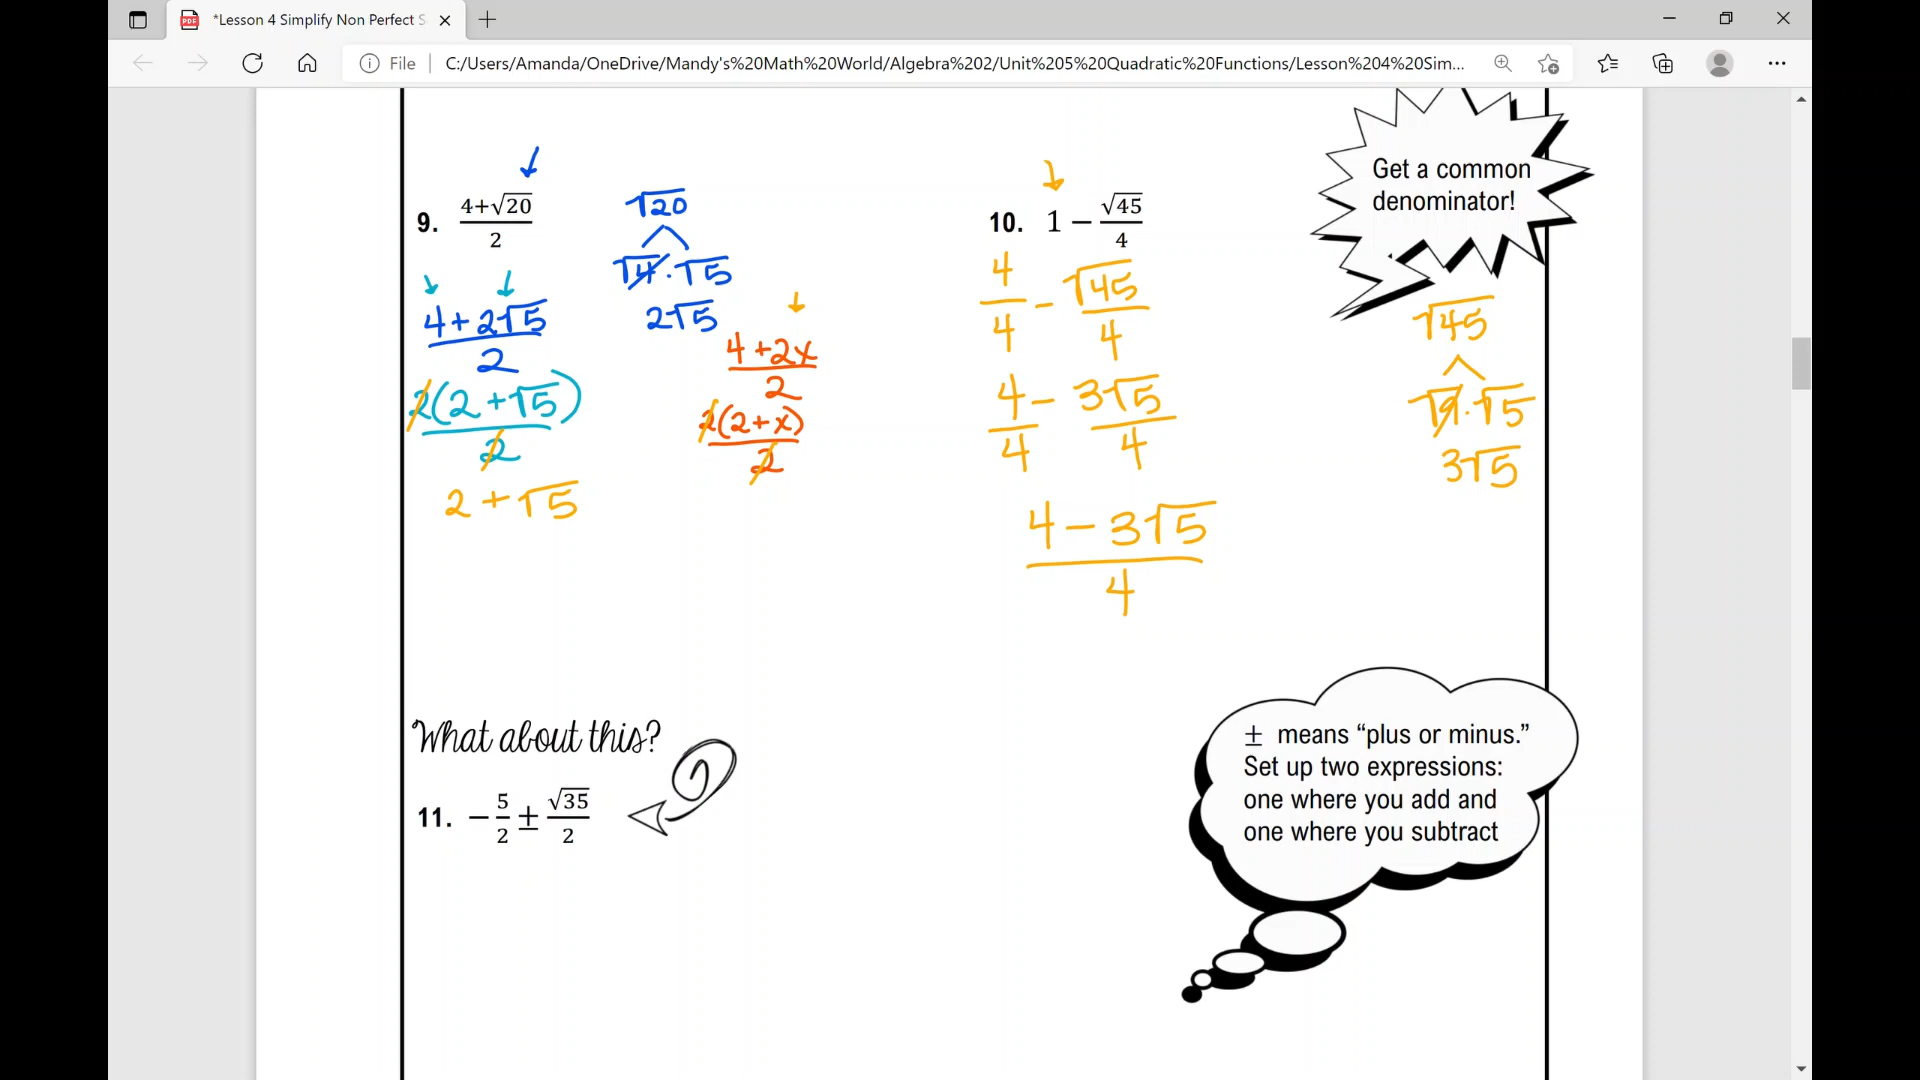 *Lesson 4 Simplify Non Perfect S
File
C:/Users/Amanda/OneDrive/Mandy's%20Math%20World/Algebra%202/Unit%205%20Quadratic%20Functions/Lesson%204%20Sim...
Get a common
denominator!
9. (4+√20)/2
√20
√4 · √5
2√5
(4 + 2√5)/2
2(2 + √5)/2
2 + √5
(4 + 2x)/2
2(2 + x)/2
10. 1 − √45/4
4/4 − √45/4
4/4 − 3√5/4
(4 − 3√5)/4
√45
√9 · √5
3√5
What about this?
11. −5/2 ± √35/2
± means “plus or minus.”
Set up two expressions:
one where you add and
one where you subtract